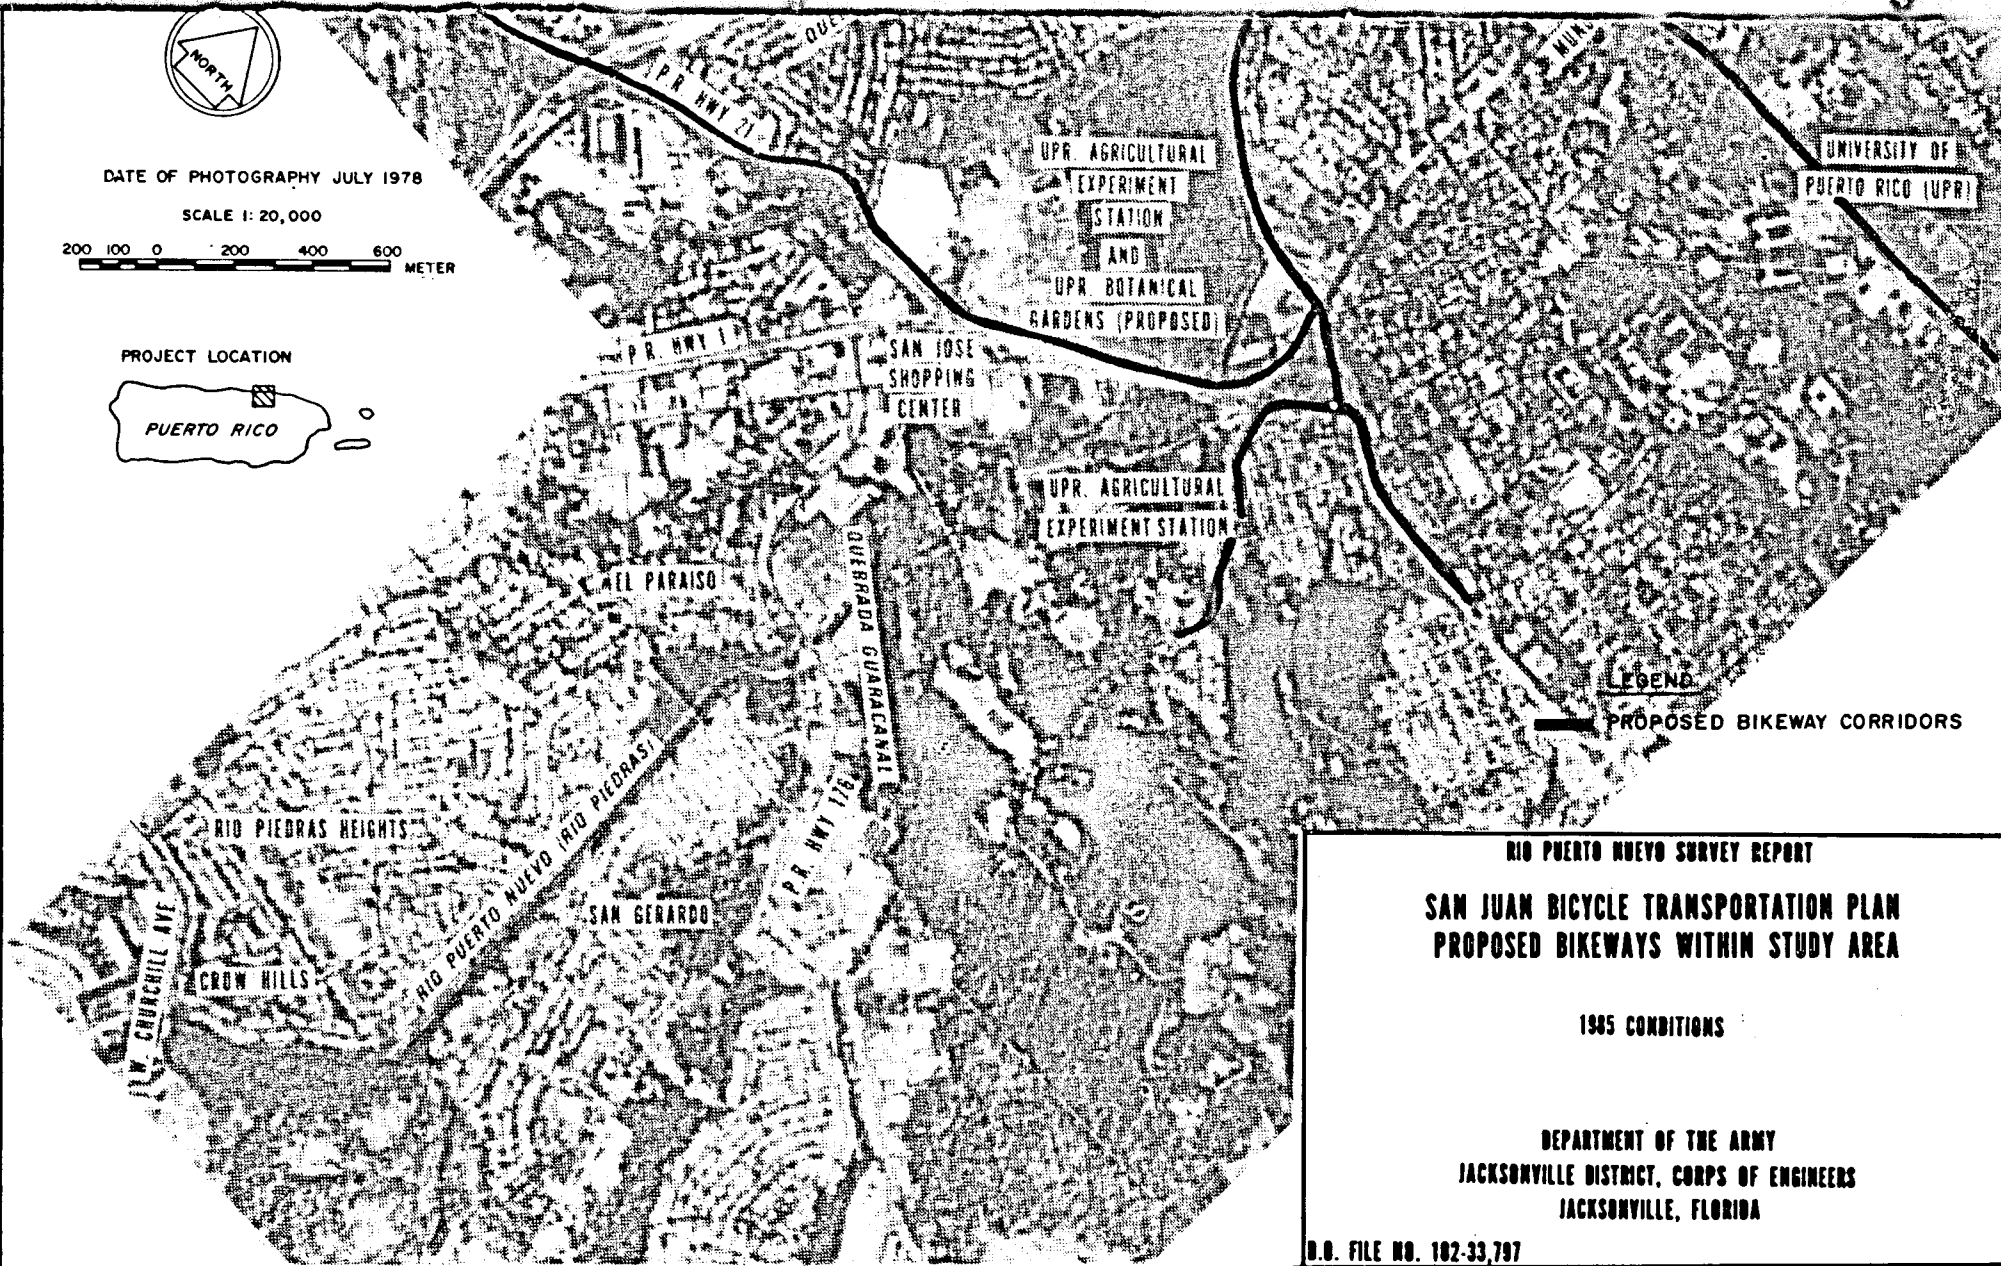 NORTH
DATE OF PHOTOGRAPHY JULY 1978
SCALE 1: 20,000
200 100 0 200 400 600
METER
PROJECT LOCATION
PUERTO RICO
P.R. HWY 21
UPR. AGRICULTURAL
EXPERIMENT
STATION
AND
UPR. BOTANICAL
GARDENS (PROPOSED)
UNIVERSITY OF
PUERTO RICO (UPR)
P.R. HWY 1
SAN JOSE
SHOPPING
CENTER
UPR. AGRICULTURAL
EXPERIMENT STATION
EL PARAISO
QUEBRADA GUARACANAL
RIO PUERTO NUEVO (RIO PIEDRAS)
P.R. HWY 176
RIO PIEDRAS HEIGHTS
SAN GERARDO
CROW HILLS
W. CHURCHILL AVE
LEGEND
PROPOSED BIKEWAY CORRIDORS
RIO PUERTO NUEVO SURVEY REPORT
SAN JUAN BICYCLE TRANSPORTATION PLAN
PROPOSED BIKEWAYS WITHIN STUDY AREA
1985 CONDITIONS
DEPARTMENT OF THE ARMY
JACKSONVILLE DISTRICT, CORPS OF ENGINEERS
JACKSONVILLE, FLORIDA
FILE NO. 102-33,797